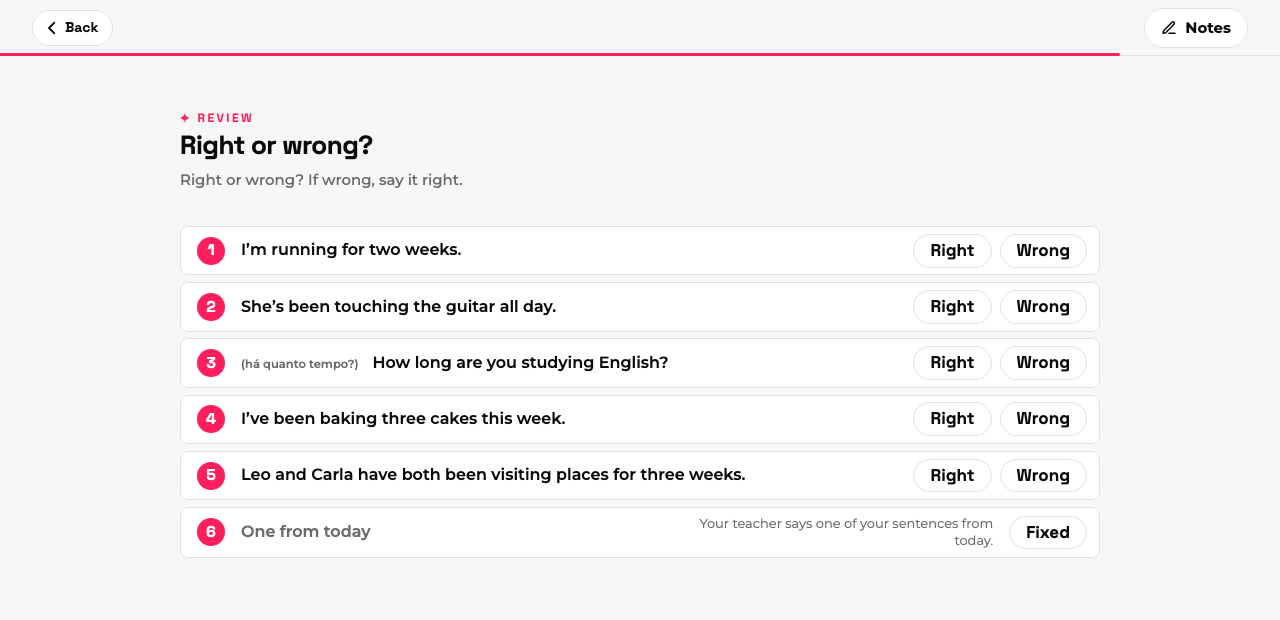 Back
Notes
REVIEW
Right or wrong?
Right or wrong? If wrong, say it right.
1 I’m running for two weeks. Right Wrong
2 She’s been touching the guitar all day. Right Wrong
3 (há quanto tempo?) How long are you studying English? Right Wrong
4 I’ve been baking three cakes this week. Right Wrong
5 Leo and Carla have both been visiting places for three weeks. Right Wrong
6 One from today Your teacher says one of your sentences from
today. Fixed